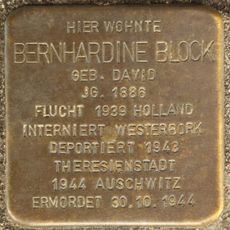 HIER WOHNTE
BERNHARDINE BLOCK
GEB. DAVID
JG. 1886
FLUCHT 1939 HOLLAND
INTERNIERT WESTERBORK
DEPORTIERT 1943
THERESIENSTADT
1944 AUSCHWITZ
ERMORDET 30.10.1944